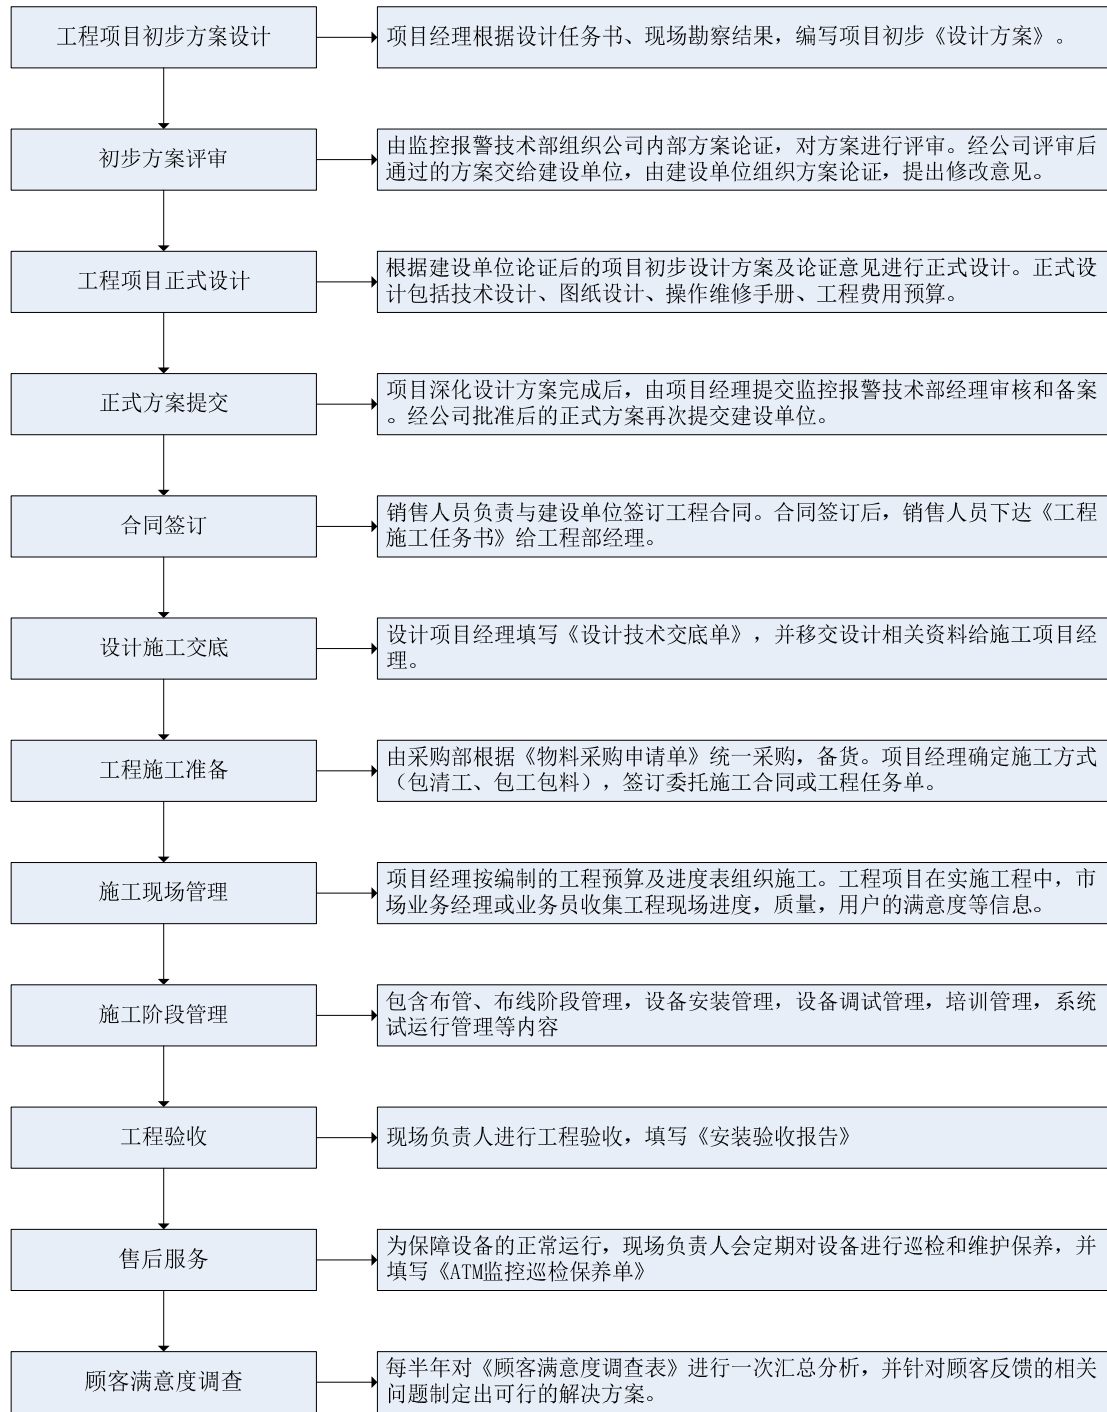 工程项目初步方案设计
项目经理根据设计任务书、现场勘察结果，编写项目初步《设计方案》。
初步方案评审
由监控报警技术部组织公司内部方案论证，对方案进行评审。经公司评审后
通过的方案交给建设单位，由建设单位组织方案论证，提出修改意见。
工程项目正式设计
根据建设单位论证后的项目初步设计方案及论证意见进行正式设计。正式设
计包括技术设计、图纸设计、操作维修手册、工程费用预算。
正式方案提交
项目深化设计方案完成后，由项目经理提交监控报警技术部经理审核和备案
。经公司批准后的正式方案再次提交建设单位。
合同签订
销售人员负责与建设单位签订工程合同。合同签订后，销售人员下达《工程
施工任务书》给工程部经理。
设计施工交底
设计项目经理填写《设计技术交底单》，并移交设计相关资料给施工项目经
理。
工程施工准备
由采购部根据《物料采购申请单》统一采购，备货。项目经理确定施工方式
（包清工、包工包料），签订委托施工合同或工程任务单。
施工现场管理
项目经理按编制的工程预算及进度表组织施工。工程项目在实施工程中，市
场业务经理或业务员收集工程现场进度，质量，用户的满意度等信息。
施工阶段管理
包含布管、布线阶段管理，设备安装管理，设备调试管理，培训管理，系统
试运行管理等内容
工程验收
现场负责人进行工程验收，填写《安装验收报告》
售后服务
为保障设备的正常运行，现场负责人会定期对设备进行巡检和维护保养，并
填写《ATM监控巡检保养单》
顾客满意度调查
每半年对《顾客满意度调查表》进行一次汇总分析，并针对顾客反馈的相关
问题制定出可行的解决方案。